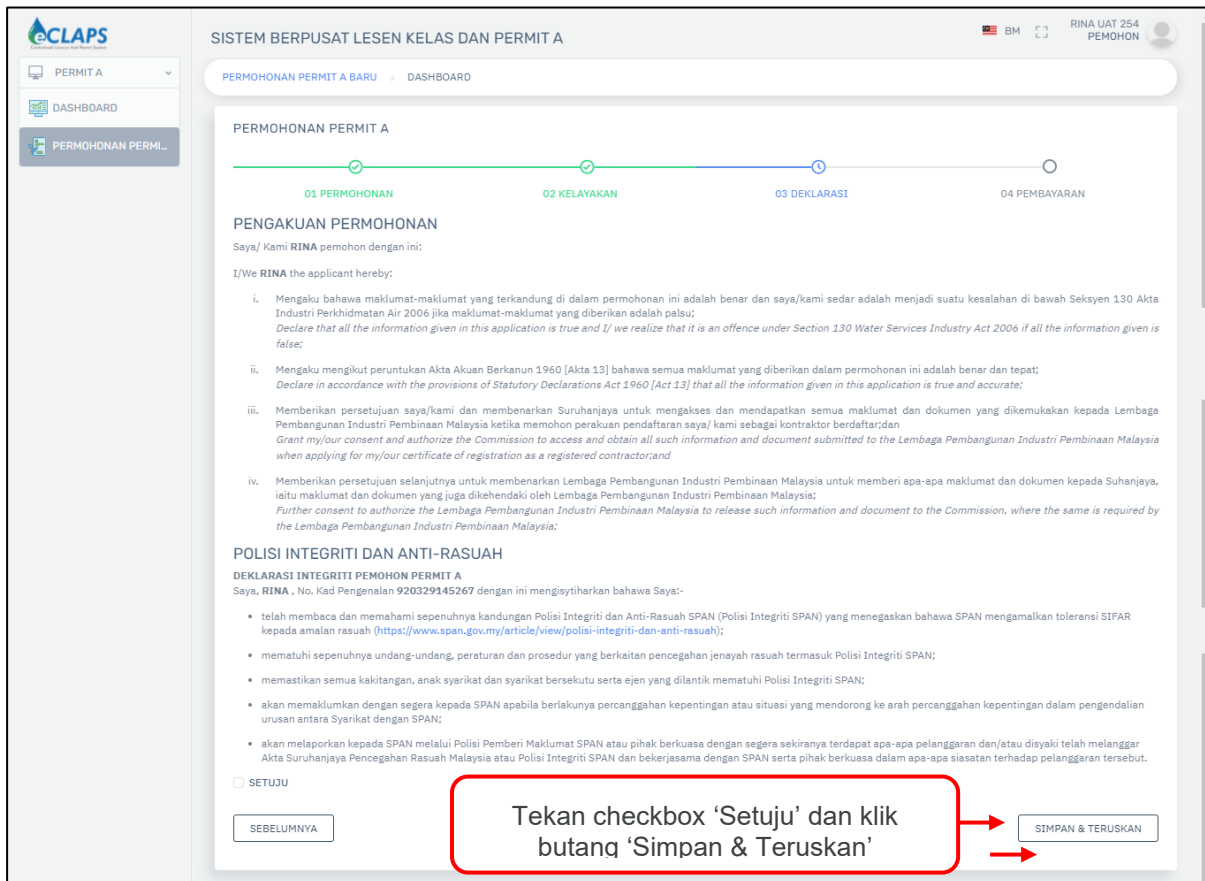 eCLAPS
SISTEM BERPUSAT LESEN KELAS DAN PERMIT A
BM
RINA UAT 254
PEMOHON
PERMIT A
DASHBOARD
PERMOHONAN PERMI...
PERMOHONAN PERMIT A BARU > DASHBOARD
PERMOHONAN PERMIT A
01 PERMOHONAN
02 KELAYAKAN
03 DEKLARASI
04 PEMBAYARAN
PENGAKUAN PERMOHONAN
Saya/ Kami RINA pemohon dengan ini:
I/We RINA the applicant hereby:
i. Mengaku bahawa maklumat-maklumat yang terkandung di dalam permohonan ini adalah benar dan saya/kami sedar adalah menjadi suatu kesalahan di bawah Seksyen 130 Akta
Industri Perkhidmatan Air 2006 jika maklumat-maklumat yang diberikan adalah palsu;
Declare that all the information given in this application is true and I/ we realize that it is an offence under Section 130 Water Services Industry Act 2006 if all the information given is
false;
ii. Mengaku mengikut peruntukan Akta Akuan Berkanun 1960 [Akta 13] bahawa semua maklumat yang diberikan dalam permohonan ini adalah benar dan tepat;
Declare in accordance with the provisions of Statutory Declarations Act 1960 [Act 13] that all the information given in this application is true and accurate;
iii. Memberikan persetujuan saya/kami dan membenarkan Suruhanjaya untuk mengakses dan mendapatkan semua maklumat dan dokumen yang dikemukakan kepada Lembaga
Pembangunan Industri Pembinaan Malaysia ketika memohon perakuan pendaftaran saya/ kami sebagai kontraktor berdaftar;dan
Grant my/our consent and authorize the Commission to access and obtain all such information and document submitted to the Lembaga Pembangunan Industri Pembinaan Malaysia
when applying for my/our certificate of registration as a registered contractor;and
iv. Memberikan persetujuan selanjutnya untuk membenarkan Lembaga Pembangunan Industri Pembinaan Malaysia untuk memberi apa-apa maklumat dan dokumen kepada Suhanjaya,
iaitu maklumat dan dokumen yang juga dikehendaki oleh Lembaga Pembangunan Industri Pembinaan Malaysia;
Further consent to authorize the Lembaga Pembangunan Industri Pembinaan Malaysia to release such information and document to the Commission, where the same is required by
the Lembaga Pembangunan Industri Pembinaan Malaysia;
POLISI INTEGRITI DAN ANTI-RASUAH
DEKLARASI INTEGRITI PEMOHON PERMIT A
Saya, RINA , No. Kad Pengenalan 920329145267 dengan ini mengisytiharkan bahawa Saya:-
• telah membaca dan memahami sepenuhnya kandungan Polisi Integriti dan Anti-Rasuah SPAN (Polisi Integriti SPAN) yang menegaskan bahawa SPAN mengamalkan toleransi SIFAR
kepada amalan rasuah (https://www.span.gov.my/article/view/polisi-integriti-dan-anti-rasuah);
• mematuhi sepenuhnya undang-undang, peraturan dan prosedur yang berkaitan pencegahan jenayah rasuah termasuk Polisi Integriti SPAN;
• memastikan semua kakitangan, anak syarikat dan syarikat bersekutu serta ejen yang dilantik mematuhi Polisi Integriti SPAN;
• akan memaklumkan dengan segera kepada SPAN apabila berlakunya percanggahan kepentingan atau situasi yang mendorong ke arah percanggahan kepentingan dalam pengendalian
urusan antara Syarikat dengan SPAN;
• akan melaporkan kepada SPAN melalui Polisi Pemberi Maklumat SPAN atau pihak berkuasa dengan segera sekiranya terdapat apa-apa pelanggaran dan/atau disyaki telah melanggar
Akta Suruhanjaya Pencegahan Rasuah Malaysia atau Polisi Integriti SPAN dan bekerjasama dengan SPAN serta pihak berkuasa dalam apa-apa siasatan terhadap pelanggaran tersebut.
SETUJU
Tekan checkbox ‘Setuju’ dan klik
butang ‘Simpan & Teruskan’
SEBELUMNYA
SIMPAN & TERUSKAN